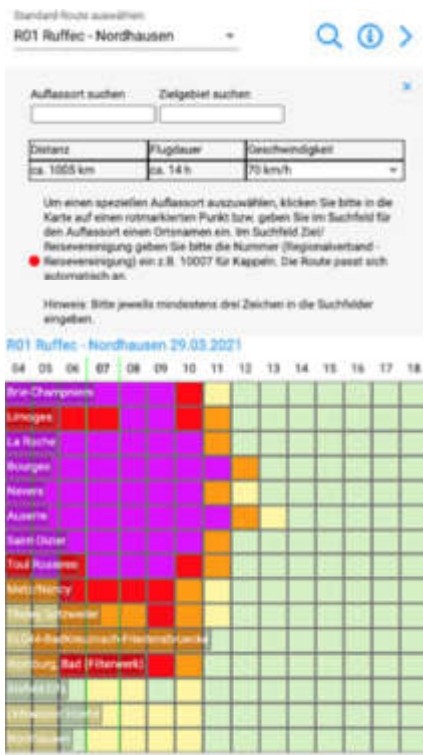 Standard-Route auswählen
R01 Ruffec - Nordhausen
Auflassort suchen Zielgebiet suchen
Distanz Flugdauer Geschwindigkeit
ca. 1005 km ca. 14 h 70 km/h
Um einen speziellen Auflassort auszuwählen, klicken Sie bitte in die
Karte auf einen rotmarkierten Punkt bzw. geben Sie im Suchfeld für
den Auflassort einen Ortsnamen ein. Im Suchfeld Ziel/
Reisevereinigung geben Sie bitte die Nummer (Regionalverband -
Reisevereinigung) ein z.B. 10007 für Kappeln. Die Route passt sich
automatisch an.
Hinweis: Bitte jeweils mindestens drei Zeichen in die Suchfelder
eingeben.
R01 Ruffec - Nordhausen 29.03.2021
04 05 06 07 08 09 10 11 12 13 14 15 16 17 18
Brie-Champniers
Limoges
La Roche
Bourges
Nevers
Auxerre
Saint-Dizier
Toul Rosieres
Metz/Nancy
Bad (Filterwerk)
Nordhausen